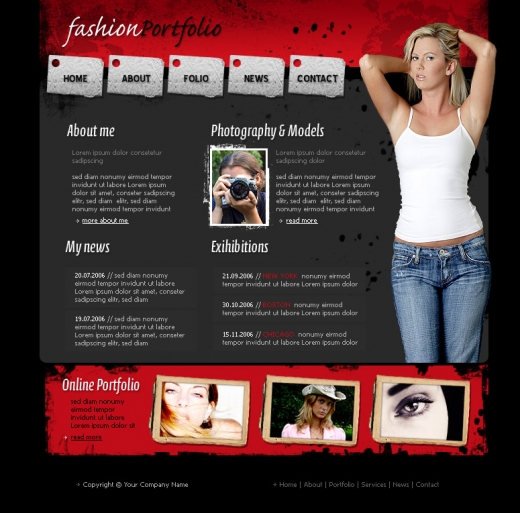 fashionPortfolio
HOME
ABOUT
FOLIO
NEWS
CONTACT
About me
Lorem ipsum dolor consetetur
sadipscing
sed diam nonumy eirmod tempor
invidunt ut labore Lorem ipsum
dolor sit amet, conseter sadipscing
elitr, sed diam elitr, sed diam
nonumy eirmod tempor invidunt
more about me
Photography & Models
Lorem ipsum dolor consetetur
sadipscing
sed diam nonumy eirmod tempor
invidunt ut labore Lorem ipsum
dolor sit amet, conseter sadipscing
elitr, sed diam elitr, sed diam
nonumy eirmod tempor invidunt
read more
My news
20.07.2006 // sed diam nonumy
eirmod tempor invidunt ut labore
Lorem ipsum dolor sit amet, conseter
sadipscing elitr, sed diam
19.07.2006 // sed diam nonumy
eirmod tempor invidunt ut labore
Lorem ipsum dolor sit amet, conseter
sadipscing elitr, sed diam
Exihibitions
21.09.2006 // NEW YORK nonumy eirmod
tempor invidunt ut labore Lorem ipsum dolor
30.10.2006 // BOSTON nonumy eirmod
tempor invidunt ut labore Lorem ipsum dolor
15.11.2006 // CHICAGO nonumy eirmod
tempor invidunt ut labore Lorem ipsum dolor
Online Portfolio
sed diam nonumy
eirmod tempor
invidunt ut labore
Lorem ipsum dolor sit
read more
Copyright © Your Company Name
Home | About | Portfolio | Services | News | Contact